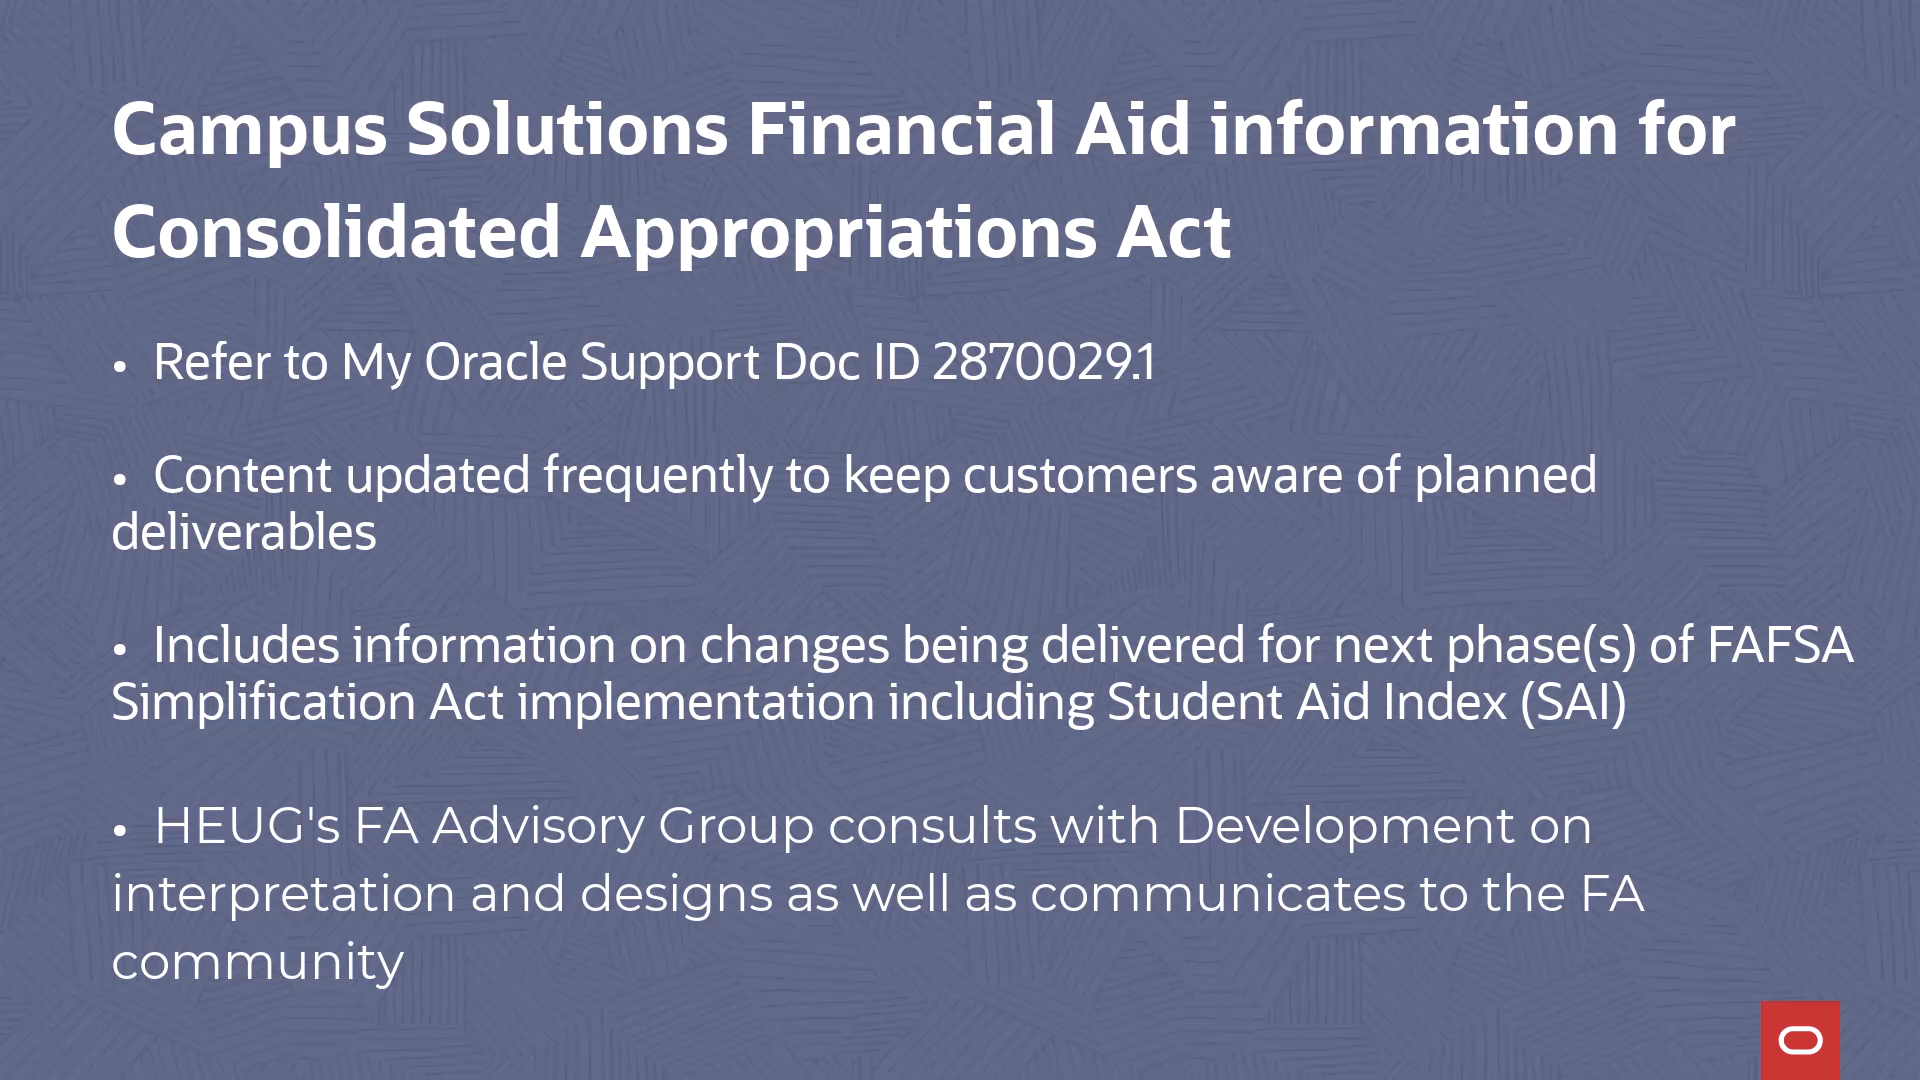 Campus Solutions Financial Aid information for
Consolidated Appropriations Act
• Refer to My Oracle Support Doc ID 28700029.1
• Content updated frequently to keep customers aware of planned
deliverables
• Includes information on changes being delivered for next phase(s) of FAFSA
Simplification Act implementation including Student Aid Index (SAI)
• HEUG's FA Advisory Group consults with Development on
interpretation and designs as well as communicates to the FA
community